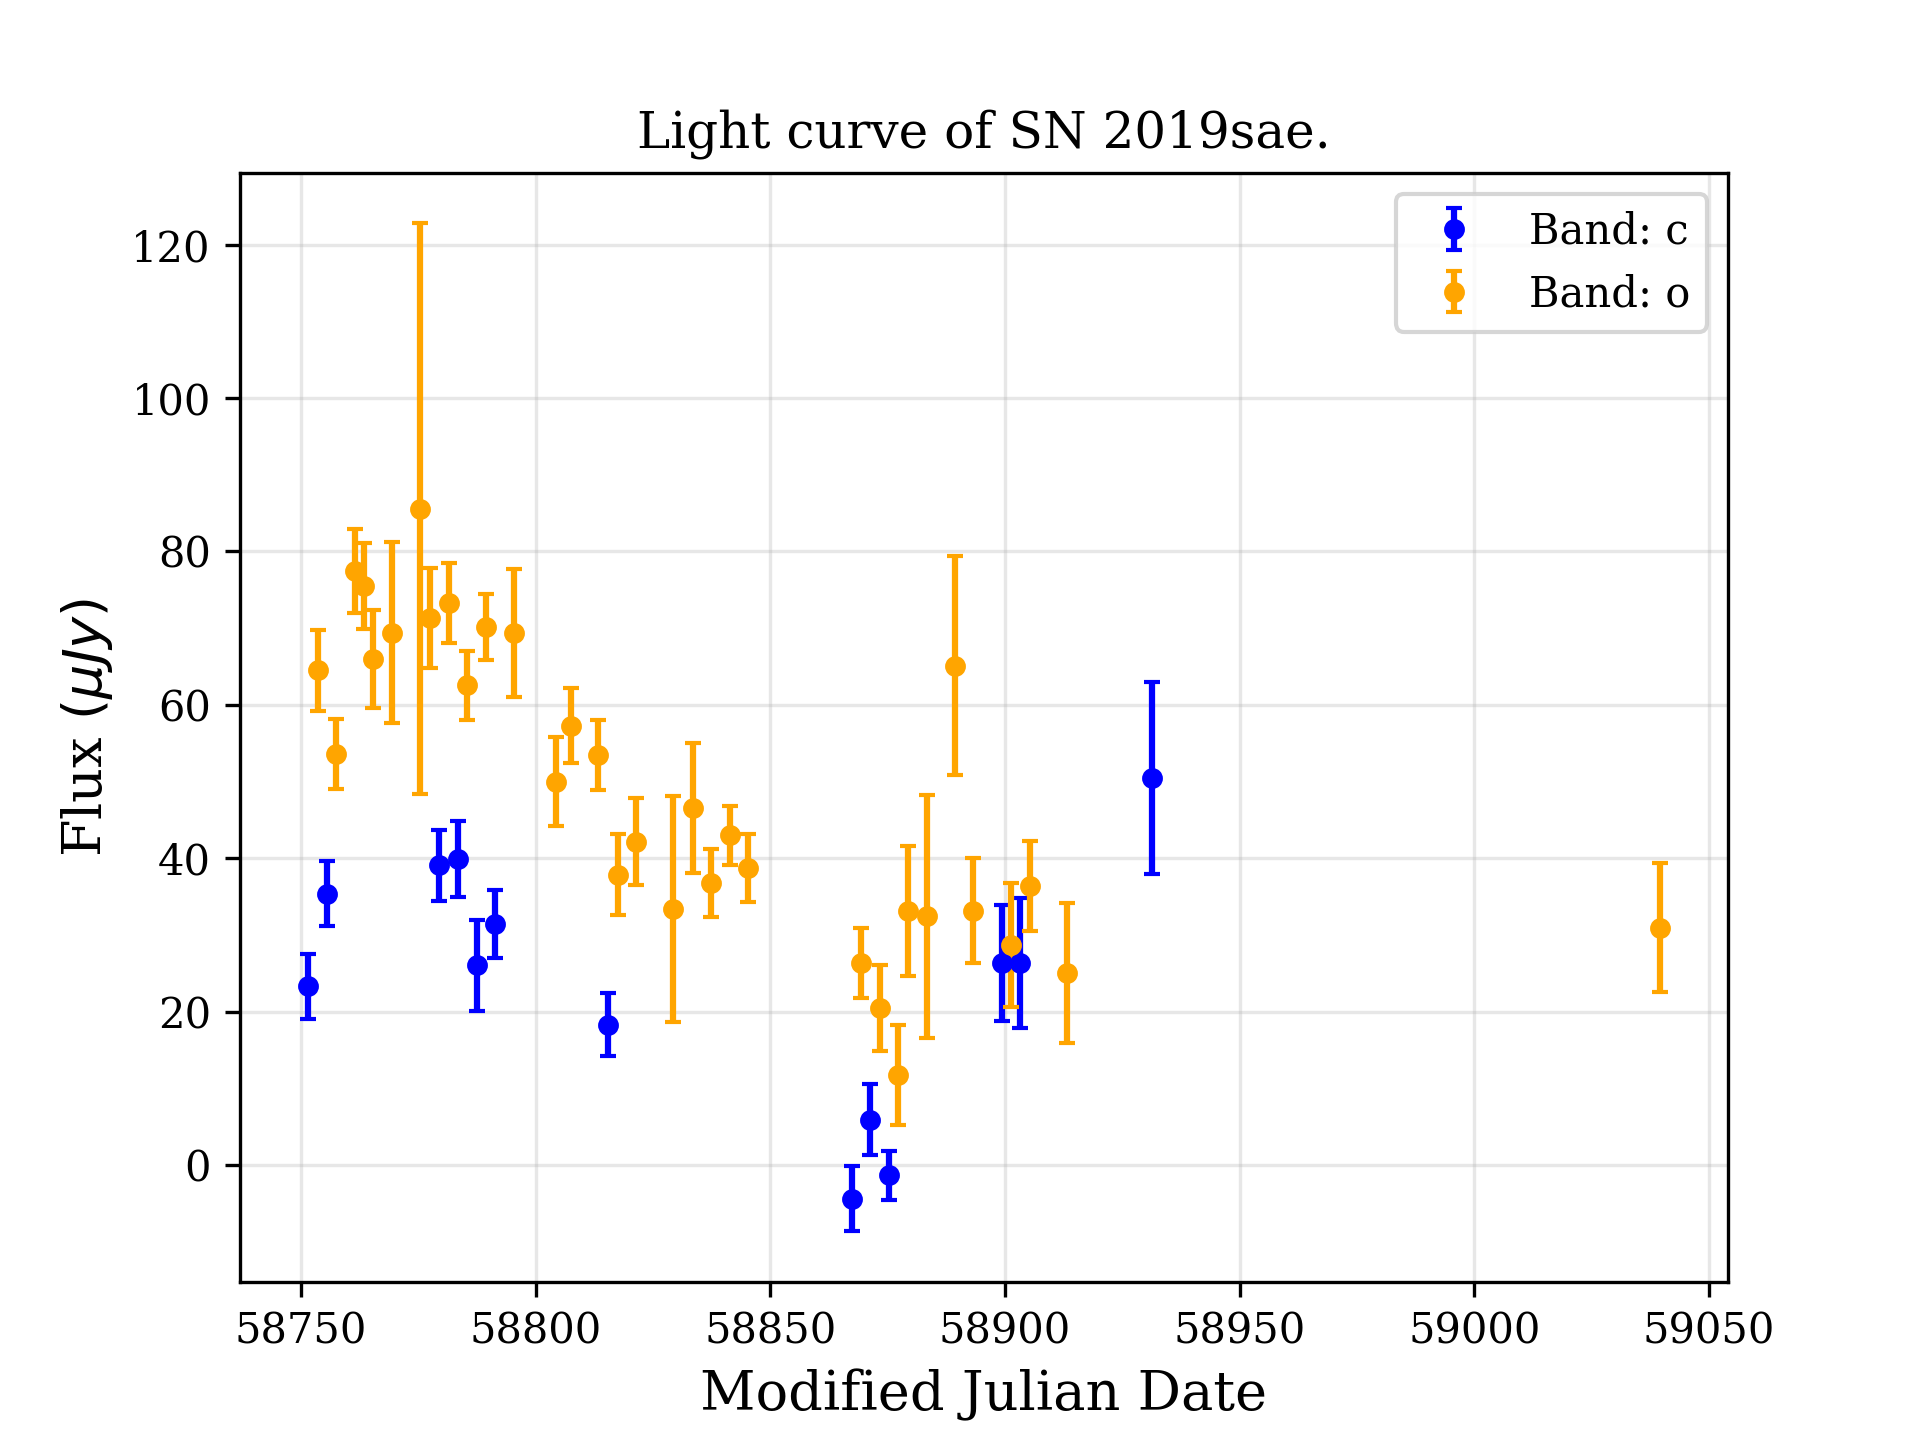 Light curve of SN 2019sae.
Band: c
Band: o
120
100
80
60
40
20
0
Flux (μJy)
58750 58800 58850 58900 58950 59000 59050
Modified Julian Date